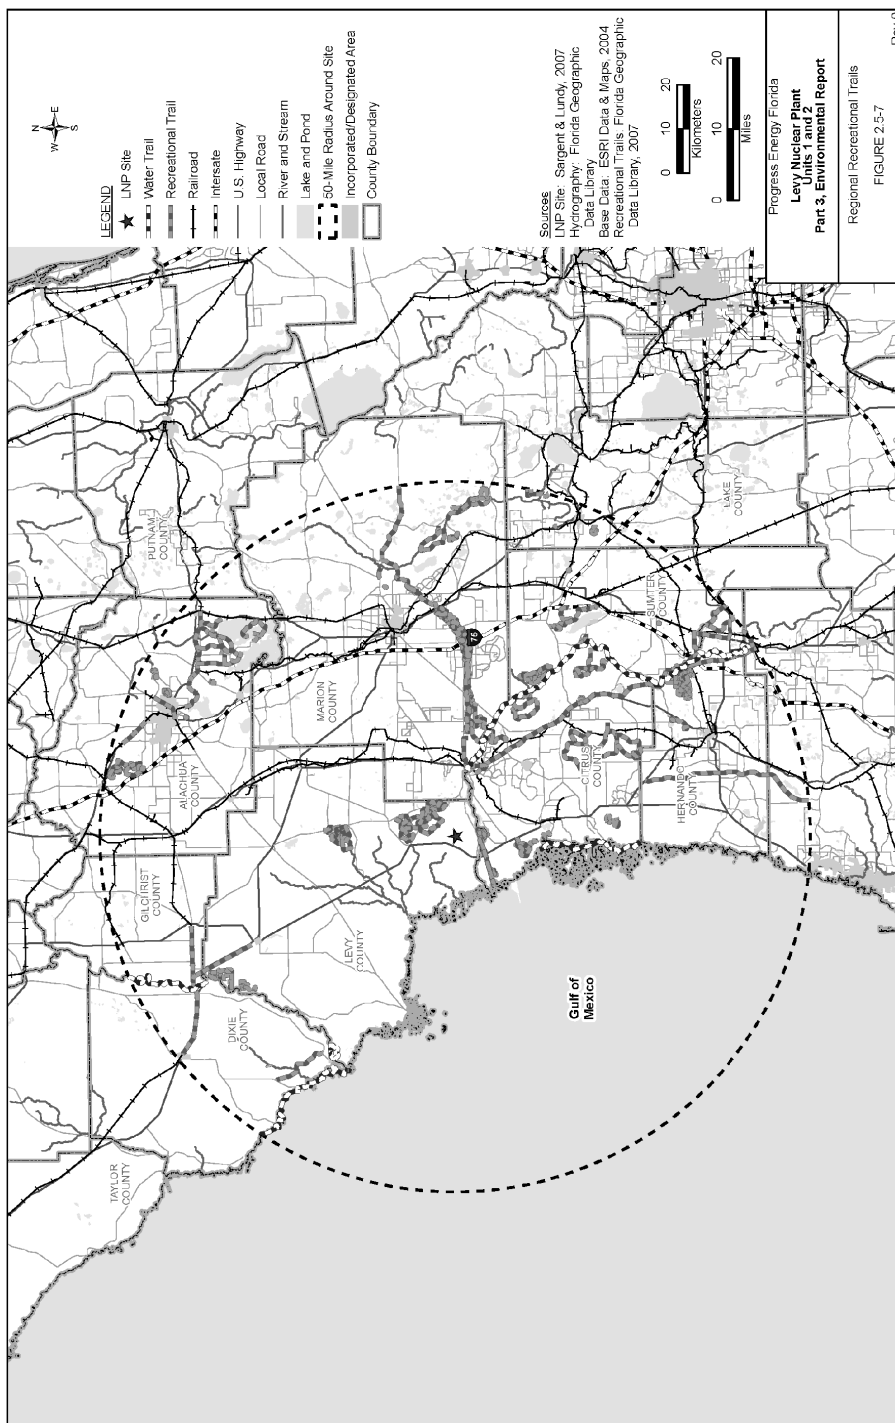 N
W
E
S
LEGEND
LNP Site
Water Trail
Recreational Trail
Railroad
Intersate
U.S. Highway
Local Road
River and Stream
Lake and Pond
50-Mile Radius Around Site
Incorporated/Designated Area
County Boundary
Sources
LNP Site: Sargent & Lundy, 2007
Hydrography: Florida Geographic
Data Library
Base Data: ESRI Data & Maps, 2004
Recreational Trails: Florida Geographic
Data Library, 2007
0 10 20
Kilometers
0 10 20
Miles
Progress Energy Florida
Levy Nuclear Plant
Units 1 and 2
Part 3, Environmental Report
Regional Recreational Trails
FIGURE 2.5-7
TAYLOR
COUNTY
DIXIE
COUNTY
GILCHRIST
COUNTY
LEVY
COUNTY
ALACHUA
COUNTY
PUTNAM
COUNTY
MARION
COUNTY
CITRUS
COUNTY
HERNANDO
COUNTY
SUMTER
COUNTY
LAKE
COUNTY
Gulf of
Mexico